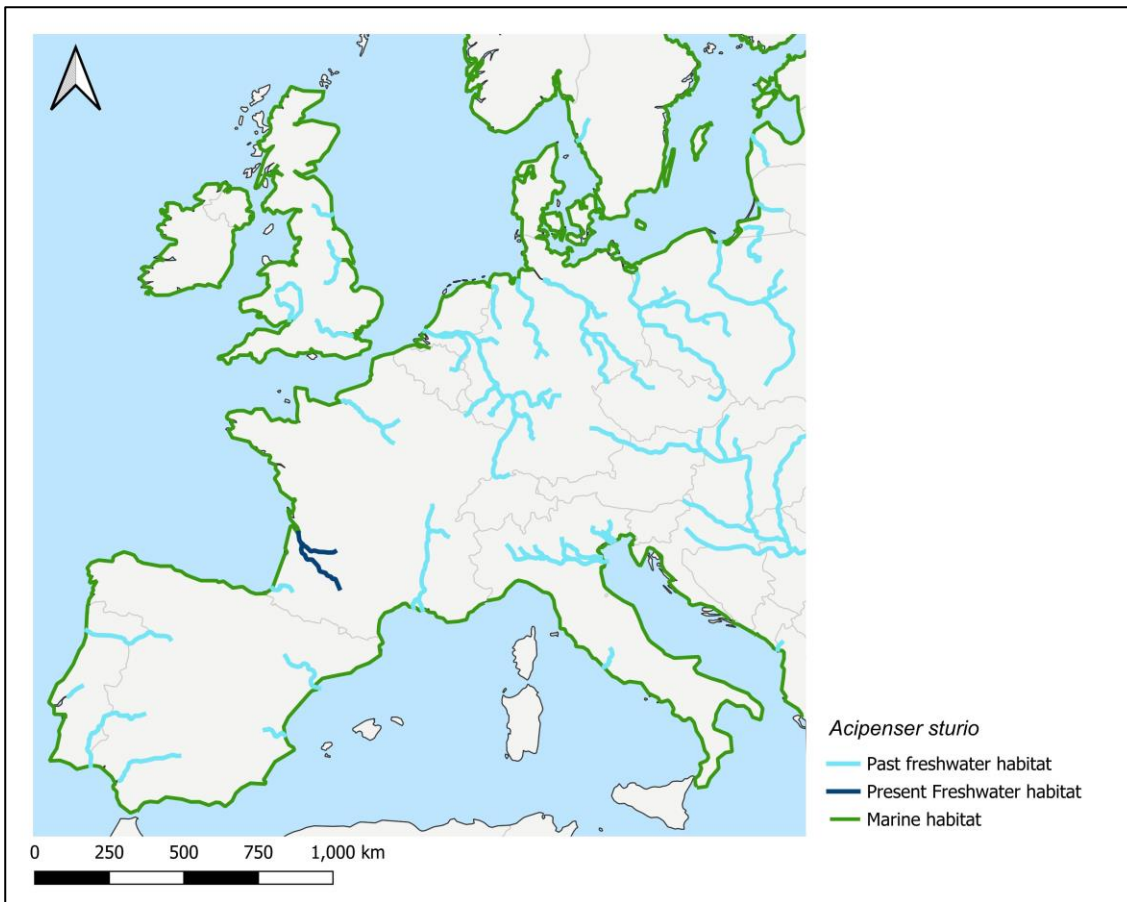 Acipenser sturio
Past freshwater habitat
Present Freshwater habitat
Marine habitat
0 250 500 750 1,000 km